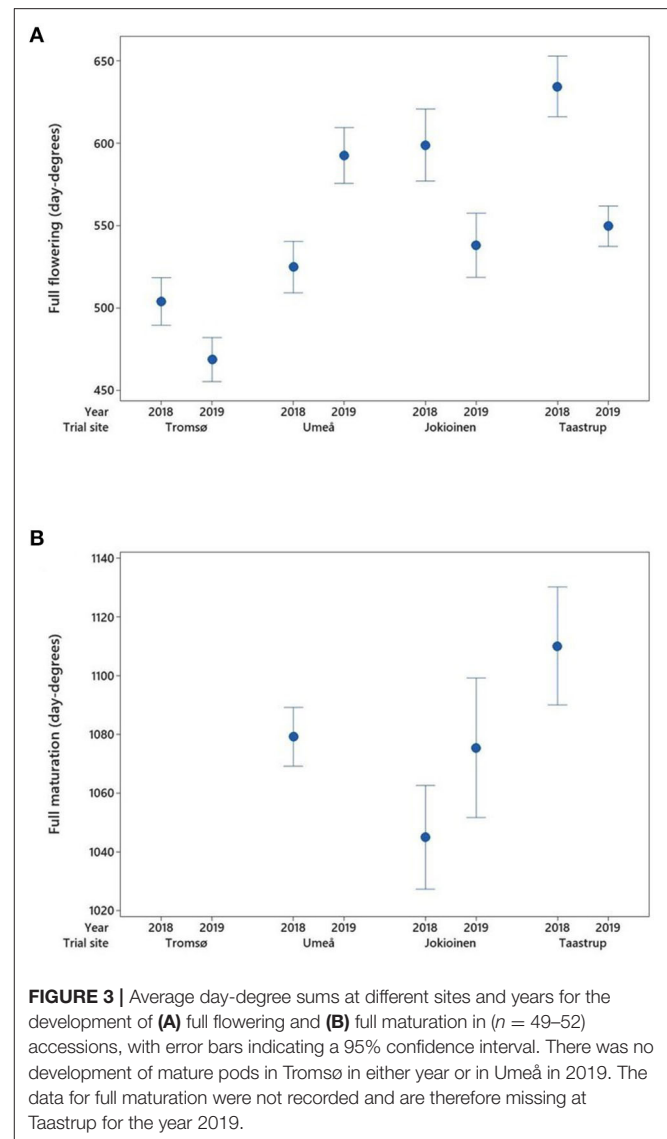 A
Full flowering (day-degrees)
650
600
550
500
450
Year 2018 2019 2018 2019 2018 2019 2018 2019
Trial site Tromsø Umeå Jokioinen Taastrup
B
Full maturation (day-degrees)
1140
1120
1100
1080
1060
1040
1020
Year 2018 2019 2018 2019 2018 2019 2018 2019
Trial site Tromsø Umeå Jokioinen Taastrup
FIGURE 3 | Average day-degree sums at different sites and years for the
development of (A) full flowering and (B) full maturation in (n = 49–52)
accessions, with error bars indicating a 95% confidence interval. There was no
development of mature pods in Tromsø in either year or in Umeå in 2019. The
data for full maturation were not recorded and are therefore missing at
Taastrup for the year 2019.